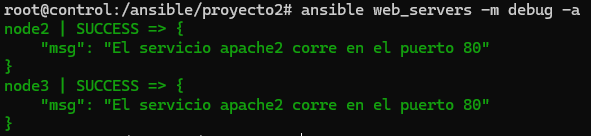 root@control:/ansible/proyecto2# ansible web_servers -m debug -a
node2 | SUCCESS => {
    "msg": "El servicio apache2 corre en el puerto 80"
}
node3 | SUCCESS => {
    "msg": "El servicio apache2 corre en el puerto 80"
}